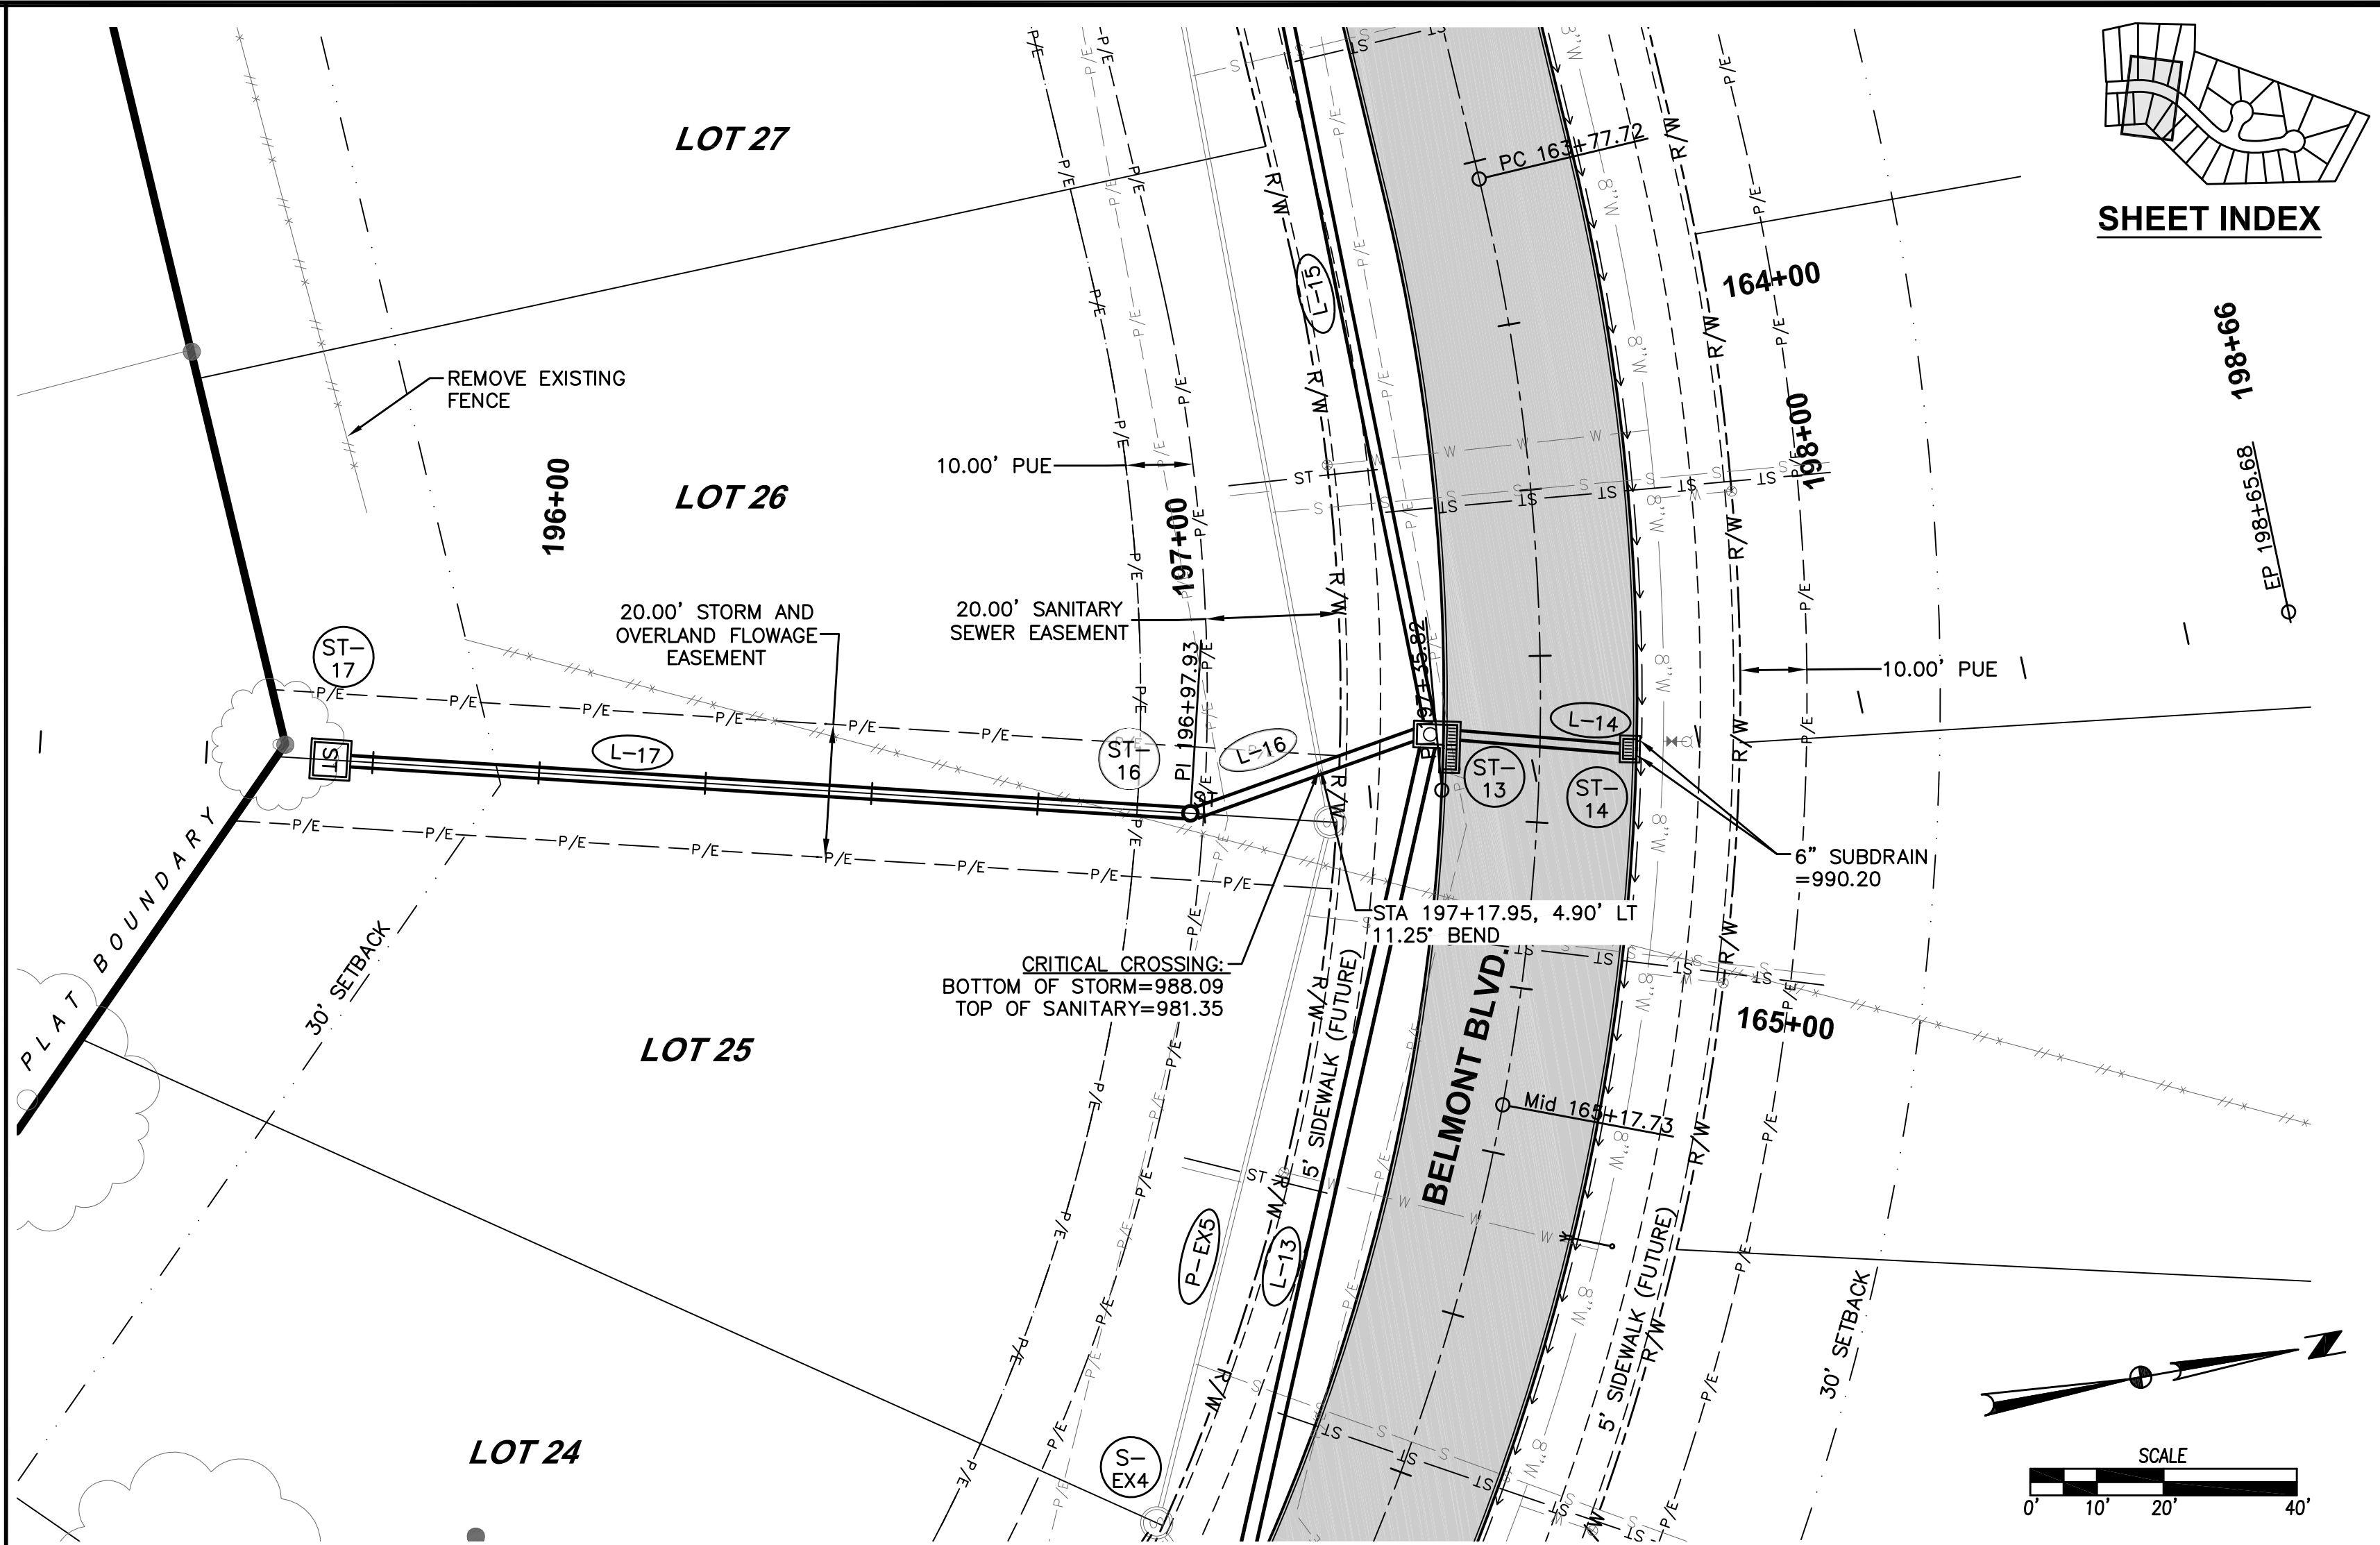 LOT 27
PC 163+77.72
SHEET INDEX
L-15
164+00
198+66
198+00
REMOVE EXISTING
FENCE
196+00
LOT 26
10.00' PUE
197+00
EP 198+65.68
20.00' STORM AND
OVERLAND FLOWAGE
EASEMENT
20.00' SANITARY
SEWER EASEMENT
ST-
17
10.00' PUE
PI 196+97.93
L-17
ST-
16
L-16
L-14
ST
ST-
13
ST-
14
6" SUBDRAIN
=990.20
PLAT BOUNDARY
30' SETBACK
STA 197+17.95, 4.90' LT
11.25° BEND
CRITICAL CROSSING:
BOTTOM OF STORM=988.09
TOP OF SANITARY=981.35
5' SIDEWALK (FUTURE)
BELMONT BLVD.
165+00
LOT 25
Mid 165+17.73
P-EX5
L-13
5' SIDEWALK (FUTURE)
30' SETBACK
LOT 24
S-
EX4
SCALE
0' 10' 20' 40'
P/E
R/W
ST
S
W
8"W